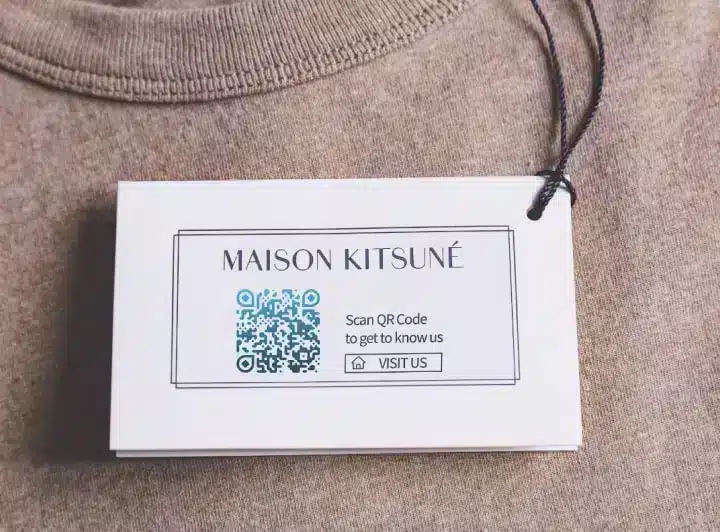 MAISON KITSUNÉ
Scan QR Code
to get to know us
VISIT US